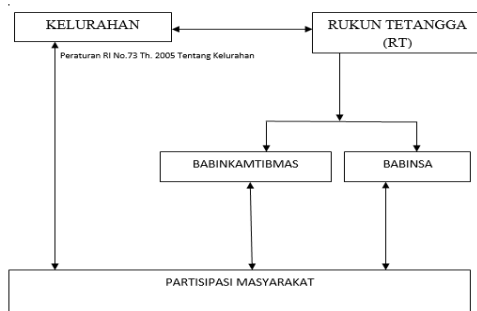 KELURAHAN
RUKUN TETANGGA
(RT)
Peraturan RI No.73 Th. 2005 Tentang Kelurahan
BABINKAMTIBMAS
BABINSA
PARTISIPASI MASYARAKAT